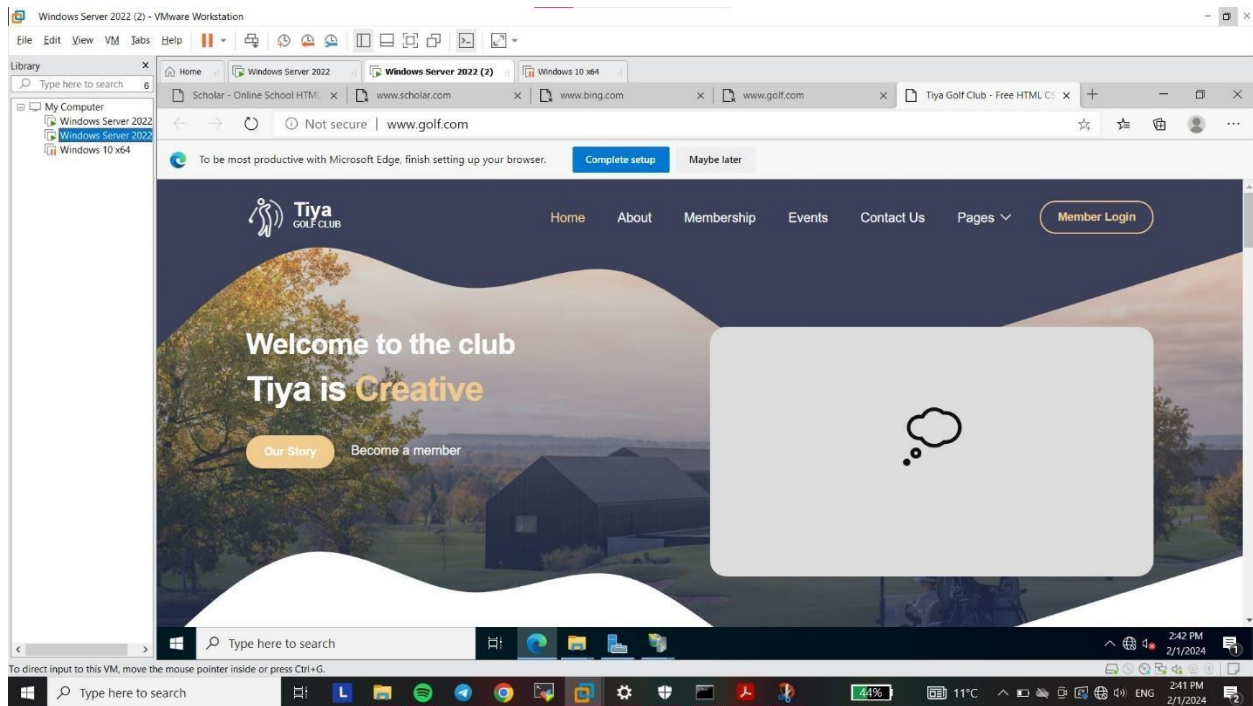 Windows Server 2022 (2) - VMware Workstation
File Edit View VM Tabs Help
Library
Type here to search
My Computer
Windows Server 2022
Windows Server 2022
Windows 10 x64
Home
Windows Server 2022
Windows Server 2022 (2)
Windows 10 x64
Scholar - Online School HTML
www.scholar.com
www.bing.com
www.golf.com
Tiya Golf Club - Free HTML CS
Not secure | www.golf.com
To be most productive with Microsoft Edge, finish setting up your browser.
Complete setup
Maybe later
Tiya
GOLF CLUB
Home About Membership Events Contact Us Pages
Member Login
Welcome to the club
Tiya is Creative
Our Story
Become a member
Type here to search
2:42 PM
2/1/2024
1
To direct input to this VM, move the mouse pointer inside or press Ctrl+G.
Type here to search
L
44%
11°C
ENG
2:41 PM
2/1/2024
2